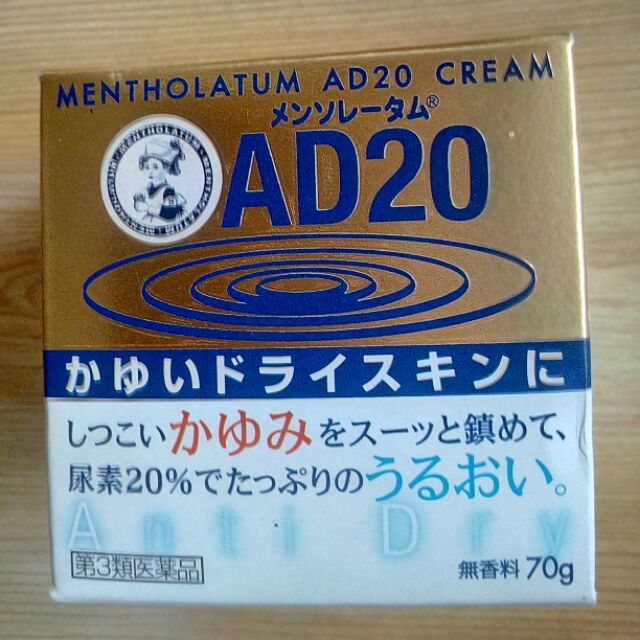 MENTHOLATUM AD20 CREAM
メンソレータム®
AD20
かゆいドライスキンに
しつこいかゆみをスーッと鎮めて、
尿素20%でたっぷりのうるおい。
Anti Dry
第3類医薬品
無香料 70g